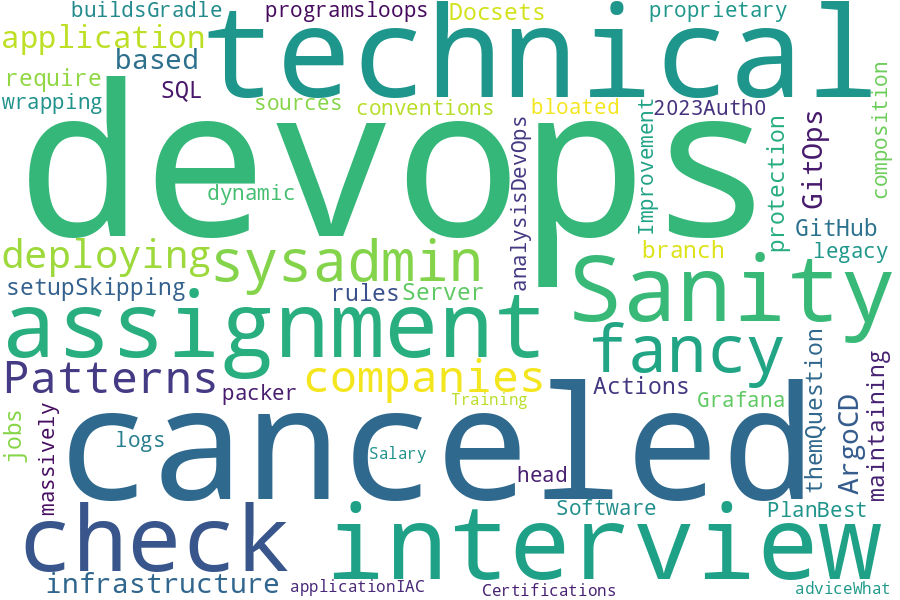 buildsGradle
programsloops
Docsets
proprietary
application
technical
based
require
SQL
wrapping
sources
conventions
bloated
2023Auth0
devops
dynamic
analysisDevOps
Improvement
protection
GitOps
composition
GitHub
branch
legacy
deploying
sysadmin
Sanity
setupSkipping
rules
Server
assignment
fancy
Patterns
companies
packer
Training
Actions
Grafana
themQuestion
ArgoCD
maintaining
jobs
massively
logs
canceled
Salary
head
Software
PlanBest
check
interview
infrastructure
applicationIAC
Certifications
adviceWhat